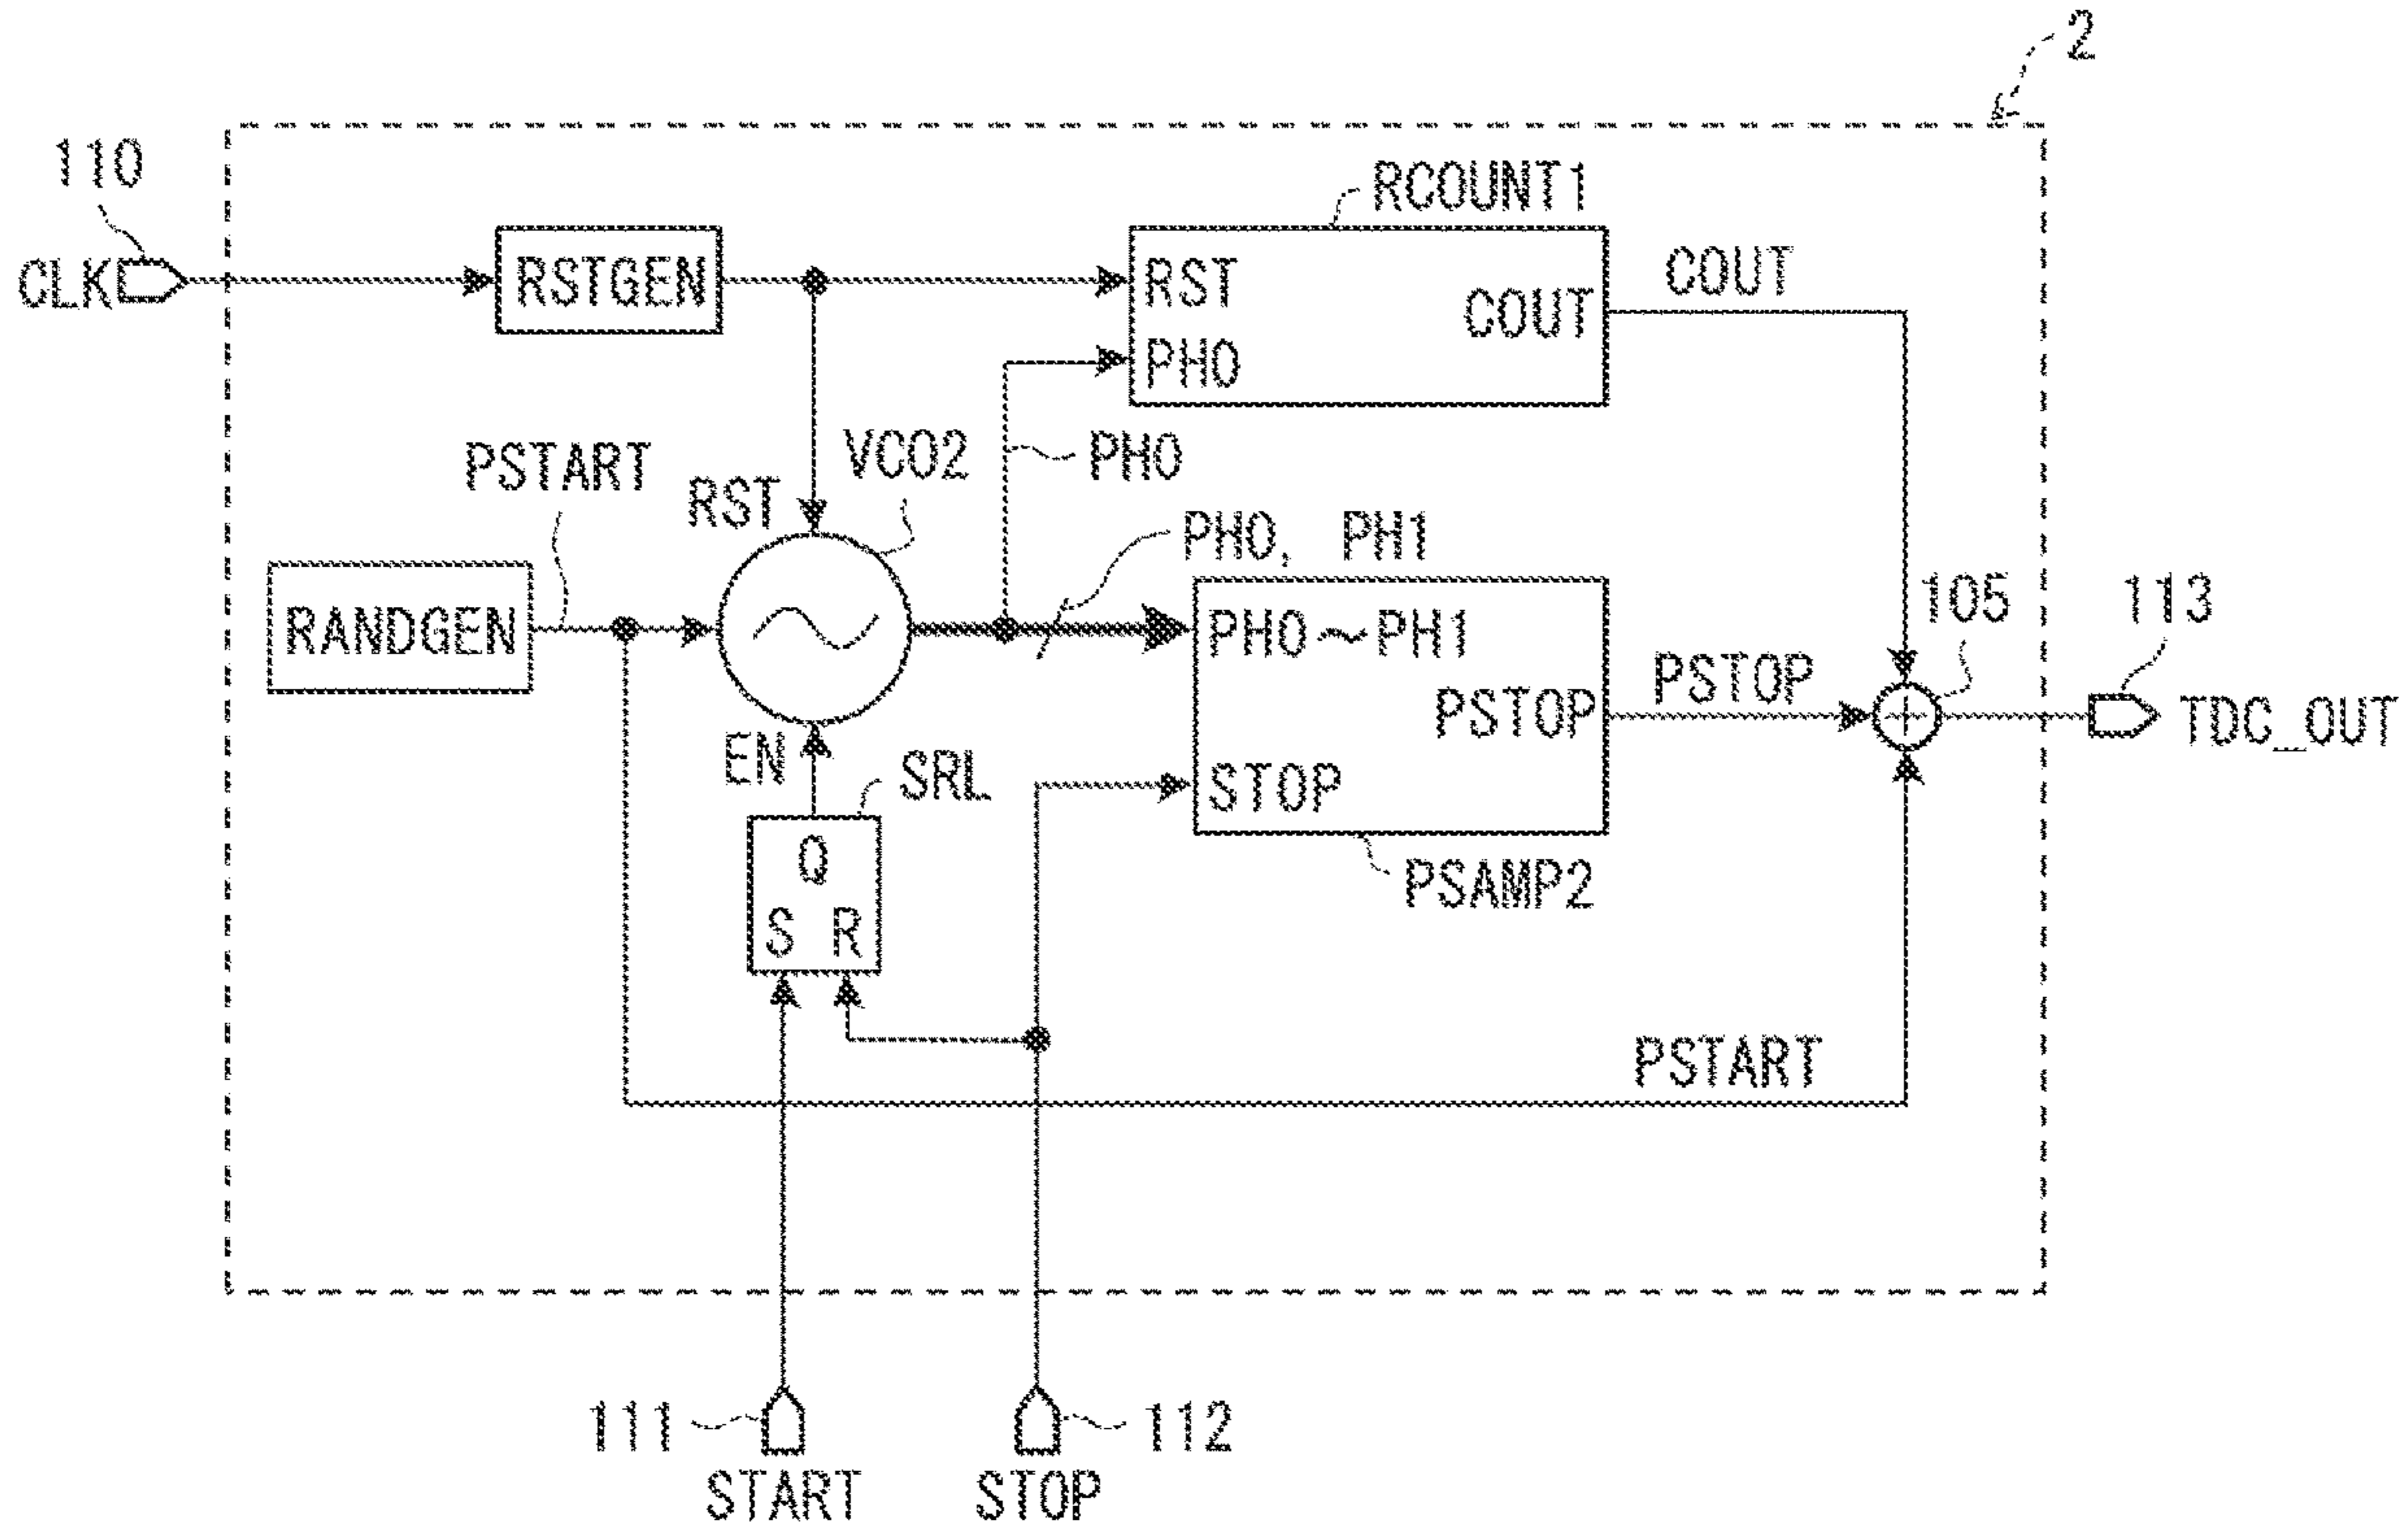 2
110
RCOUNT1
CLK
RSTGEN
RST
COUT
COUT
PH0
PSTART
RST
VCO2
PH0
PH0, PH1
RANDGEN
PH0~PH1
105
113
PSTOP
PSTOP
TDC_OUT
EN
SRL
STOP
Q
S R
PSAMP2
PSTART
111
112
START
STOP